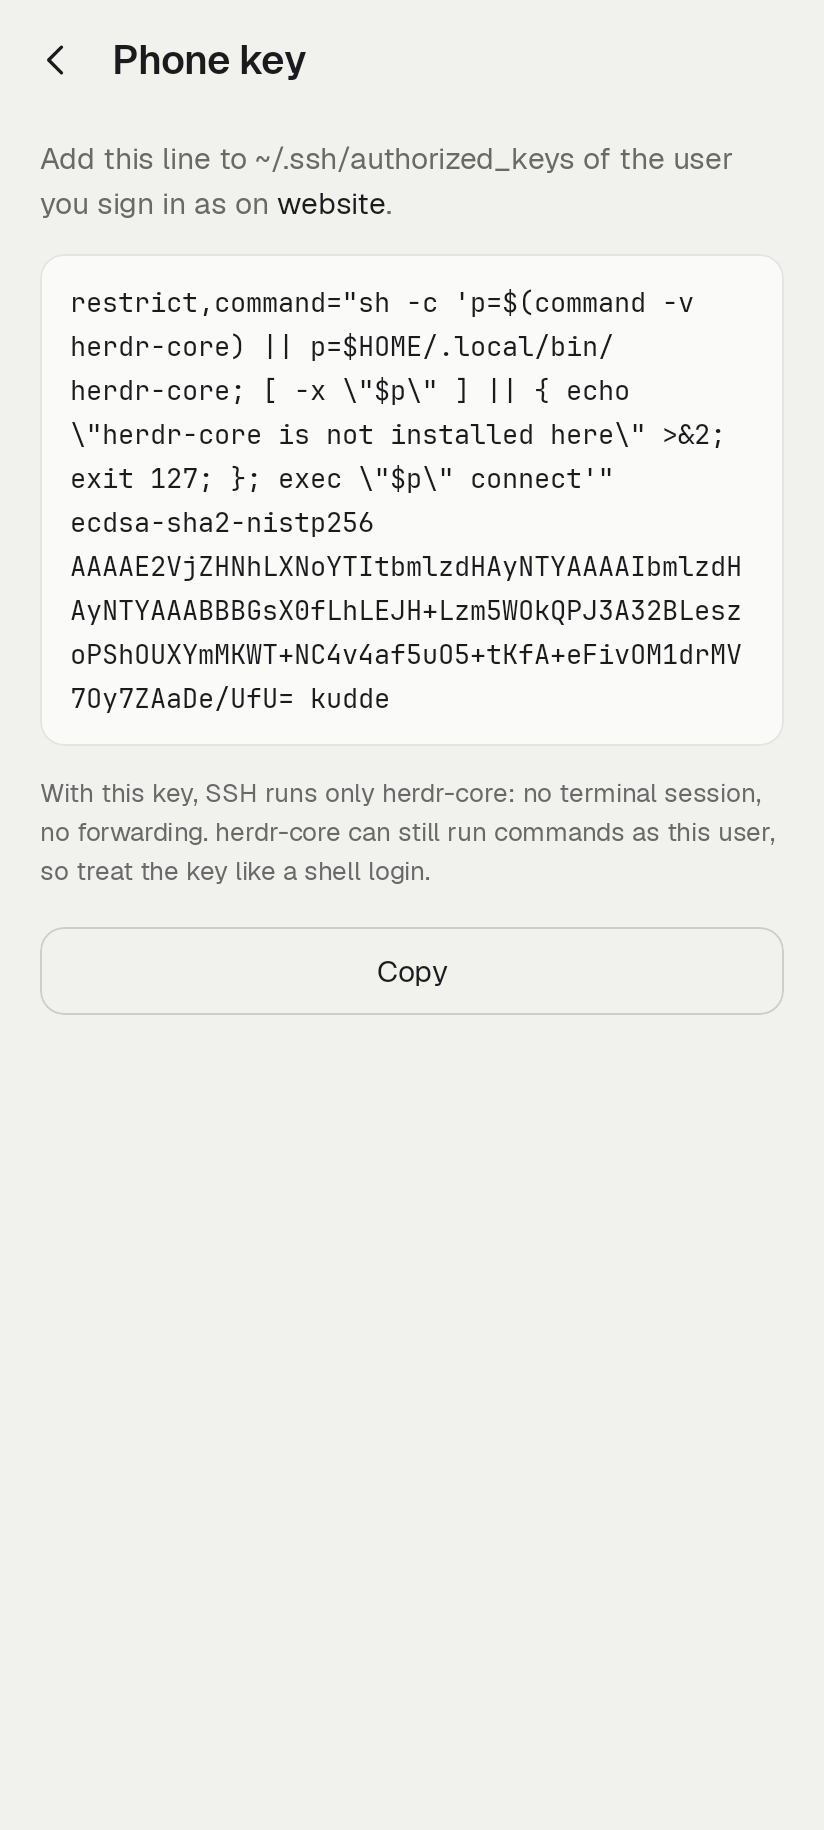 Phone key
Add this line to ~/.ssh/authorized_keys of the user
you sign in as on website.
restrict,command="sh -c 'p=$(command -v
herdr-core) || p=$HOME/.local/bin/
herdr-core; [ -x \"$p\" ] || { echo
\"herdr-core is not installed here\" >&2;
exit 127; }; exec \"$p\" connect'"
ecdsa-sha2-nistp256
AAAAE2VjZHNhLXNoYTItbmlzdHAyNTYAAAAIbmlzdH
AyNTYAAABBBGsX0fLhLEJH+Lzm5WOkQPJ3A32BLesz
oPShOUXYmMKWT+NC4v4af5uO5+tKfA+eFivOM1drMV
7Oy7ZAaDe/UfU= kudde
With this key, SSH runs only herdr-core: no terminal session,
no forwarding. herdr-core can still run commands as this user,
so treat the key like a shell login.
Copy